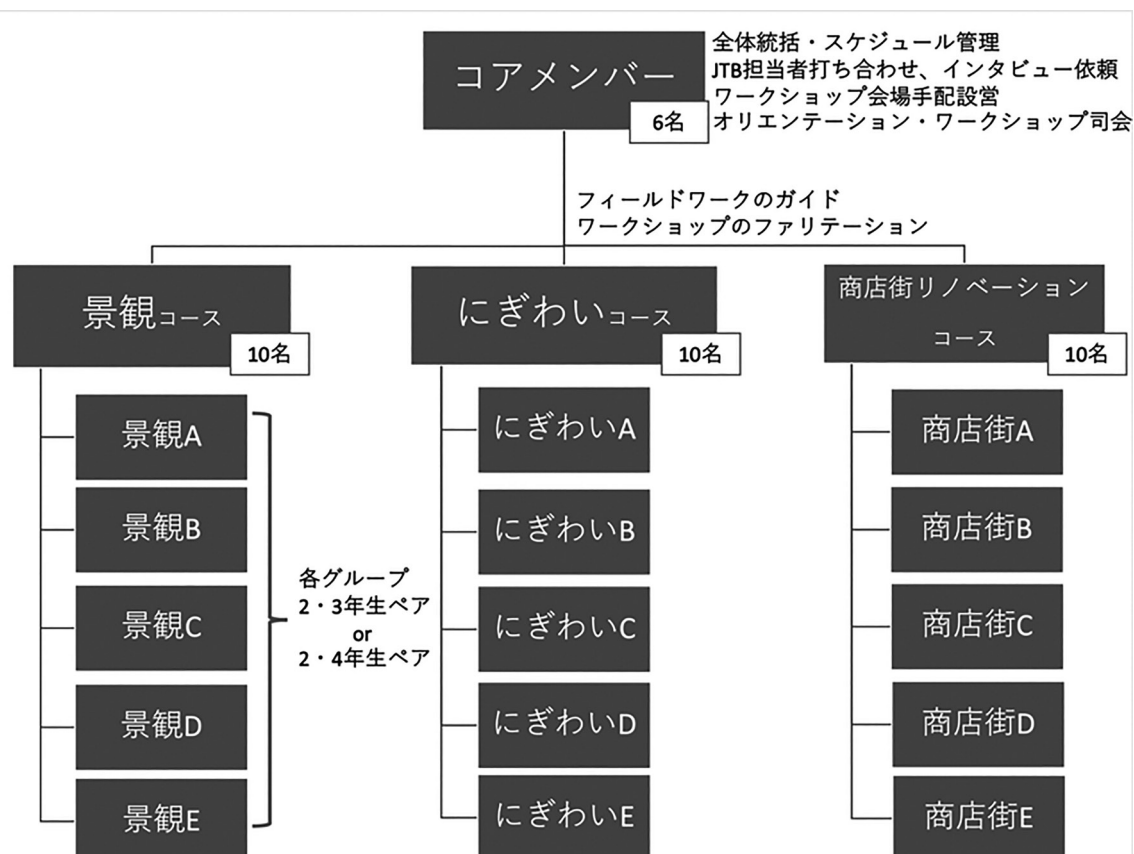 コアメンバー
6名
全体統括・スケジュール管理
JTB担当者打ち合わせ、インタビュー依頼
ワークショップ会場手配設営
オリエンテーション・ワークショップ司会
フィールドワークのガイド
ワークショップのファリテーション
景観コース
10名
にぎわいコース
10名
商店街リノベーション
コース
10名
景観A
景観B
景観C
景観D
景観E
各グループ
2・3年生ペア
or
2・4年生ペア
にぎわいA
にぎわいB
にぎわいC
にぎわいD
にぎわいE
商店街A
商店街B
商店街C
商店街D
商店街E